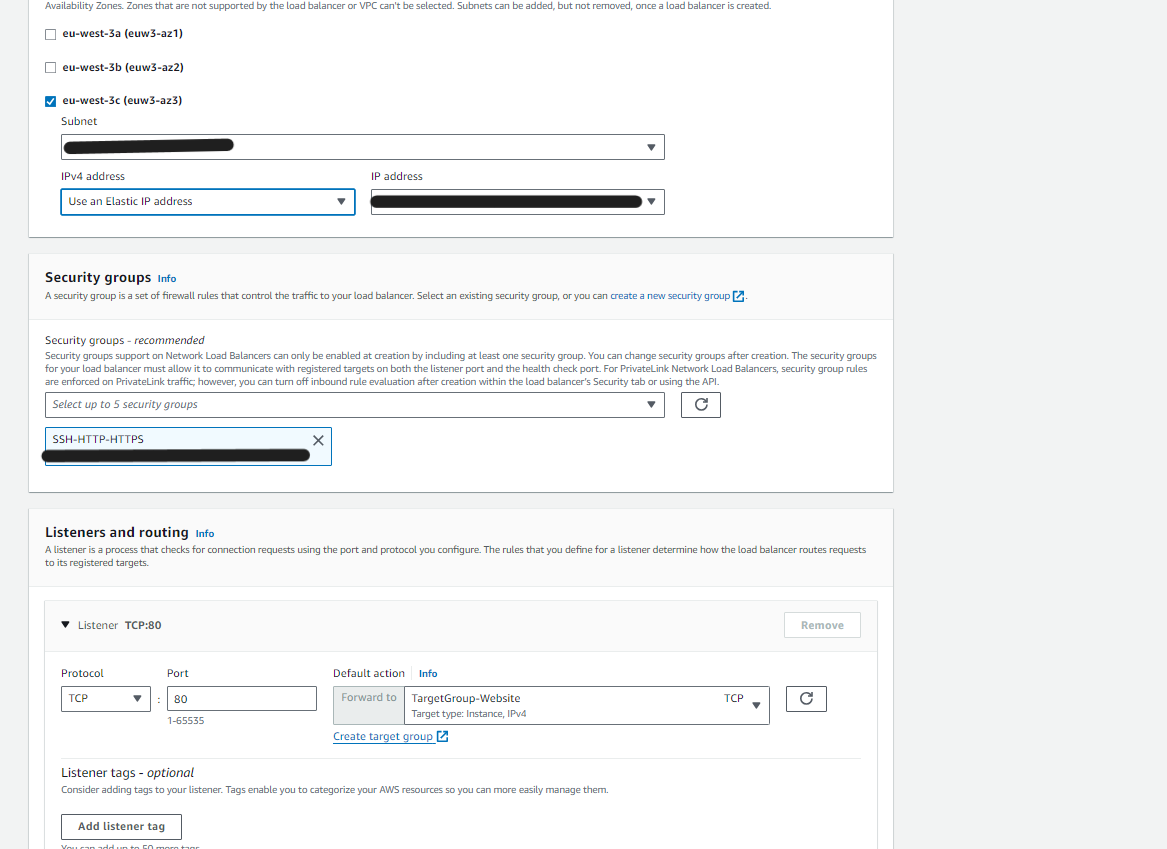 Availability Zones. Zones that are not supported by the load balancer or VPC can't be selected. Subnets can be added, but not removed, once a load balancer is created.
eu-west-3a (euw3-az1)
eu-west-3b (euw3-az2)
eu-west-3c (euw3-az3)
Subnet
IPv4 address
IP address
Use an Elastic IP address
Security groups Info
A security group is a set of firewall rules that control the traffic to your load balancer. Select an existing security group, or you can create a new security group.
Security groups - recommended
Security groups support on Network Load Balancers can only be enabled at creation by including at least one security group. You can change security groups after creation. The security groups
for your load balancer must allow it to communicate with registered targets on both the listener port and the health check port. For PrivateLink Network Load Balancers, security group rules
are enforced on PrivateLink traffic; however, you can turn off inbound rule evaluation after creation within the load balancer's Security tab or using the API.
Select up to 5 security groups
SSH-HTTP-HTTPS
Listeners and routing Info
A listener is a process that checks for connection requests using the port and protocol you configure. The rules that you define for a listener determine how the load balancer routes requests
to its registered targets.
Listener TCP:80
Remove
Protocol
Port
Default action Info
TCP
:
80
Forward to
TargetGroup-Website
TCP
Target type: Instance, IPv4
1-65535
Create target group
Listener tags - optional
Consider adding tags to your listener. Tags enable you to categorize your AWS resources so you can more easily manage them.
Add listener tag
You can add up to 50 more tags.